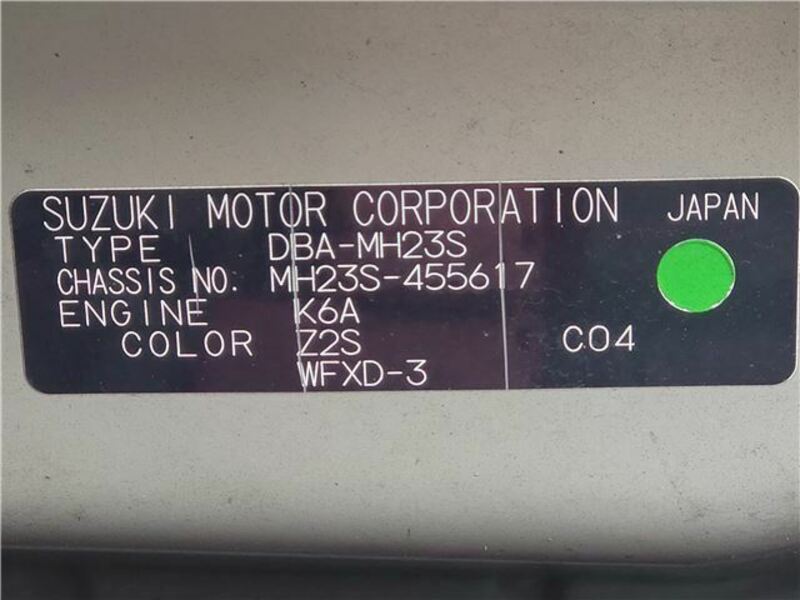 SUZUKI MOTOR CORPORATION JAPAN
TYPE DBA-MH23S
CHASSIS NO. MH23S-455617
ENGINE K6A
COLOR Z2S C04
WFXD-3